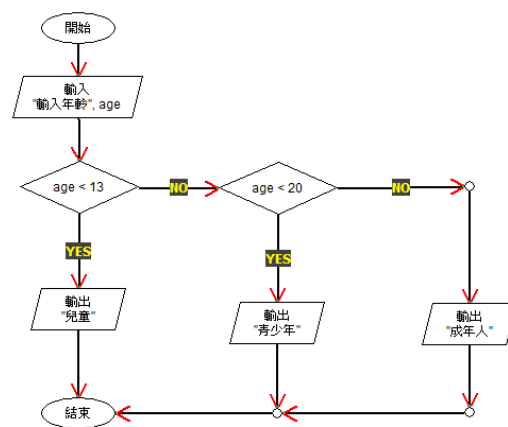 開始
輸入
"輸入年齡", age
age < 13
NO
age < 20
NO
YES
YES
輸出
"兒童"
輸出
"青少年"
輸出
"成年人"
結束